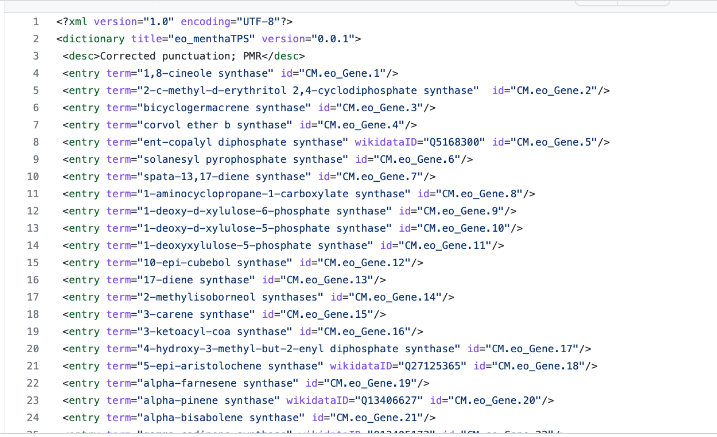 1 <?xml version="1.0" encoding="UTF-8"?>
2 <dictionary title="eo_menthaTPS" version="0.0.1">
3 <desc>Corrected punctuation; PMR</desc>
4 <entry term="1,8-cineole synthase" id="CM.eo_Gene.1"/>
5 <entry term="2-c-methyl-d-erythritol 2,4-cyclodiphosphate synthase"  id="CM.eo_Gene.2"/>
6 <entry term="bicyclogermacrene synthase" id="CM.eo_Gene.3"/>
7 <entry term="corvol ether b synthase" id="CM.eo_Gene.4"/>
8 <entry term="ent-copalyl diphosphate synthase" wikidataID="Q5168300" id="CM.eo_Gene.5"/>
9 <entry term="solanesyl pyrophosphate synthase" id="CM.eo_Gene.6"/>
10 <entry term="spata-13,17-diene synthase" id="CM.eo_Gene.7"/>
11 <entry term="1-aminocyclopropane-1-carboxylate synthase" id="CM.eo_Gene.8"/>
12 <entry term="1-deoxy-d-xylulose-6-phosphate synthase" id="CM.eo_Gene.9"/>
13 <entry term="1-deoxy-d-xylulose-5-phosphate synthase" id="CM.eo_Gene.10"/>
14 <entry term="1-deoxyxylulose-5-phosphate synthase" id="CM.eo_Gene.11"/>
15 <entry term="10-epi-cubebol synthase" id="CM.eo_Gene.12"/>
16 <entry term="17-diene synthase" id="CM.eo_Gene.13"/>
17 <entry term="2-methylisoborneol synthases" id="CM.eo_Gene.14"/>
18 <entry term="3-carene synthase" id="CM.eo_Gene.15"/>
19 <entry term="3-ketoacyl-coa synthase" id="CM.eo_Gene.16"/>
20 <entry term="4-hydroxy-3-methyl-but-2-enyl diphosphate synthase" id="CM.eo_Gene.17"/>
21 <entry term="5-epi-aristolochene synthase" wikidataID="Q27125365" id="CM.eo_Gene.18"/>
22 <entry term="alpha-farnesene synthase" id="CM.eo_Gene.19"/>
23 <entry term="alpha-pinene synthase" wikidataID="Q13406627" id="CM.eo_Gene.20"/>
24 <entry term="alpha-bisabolene synthase" id="CM.eo_Gene.21"/>